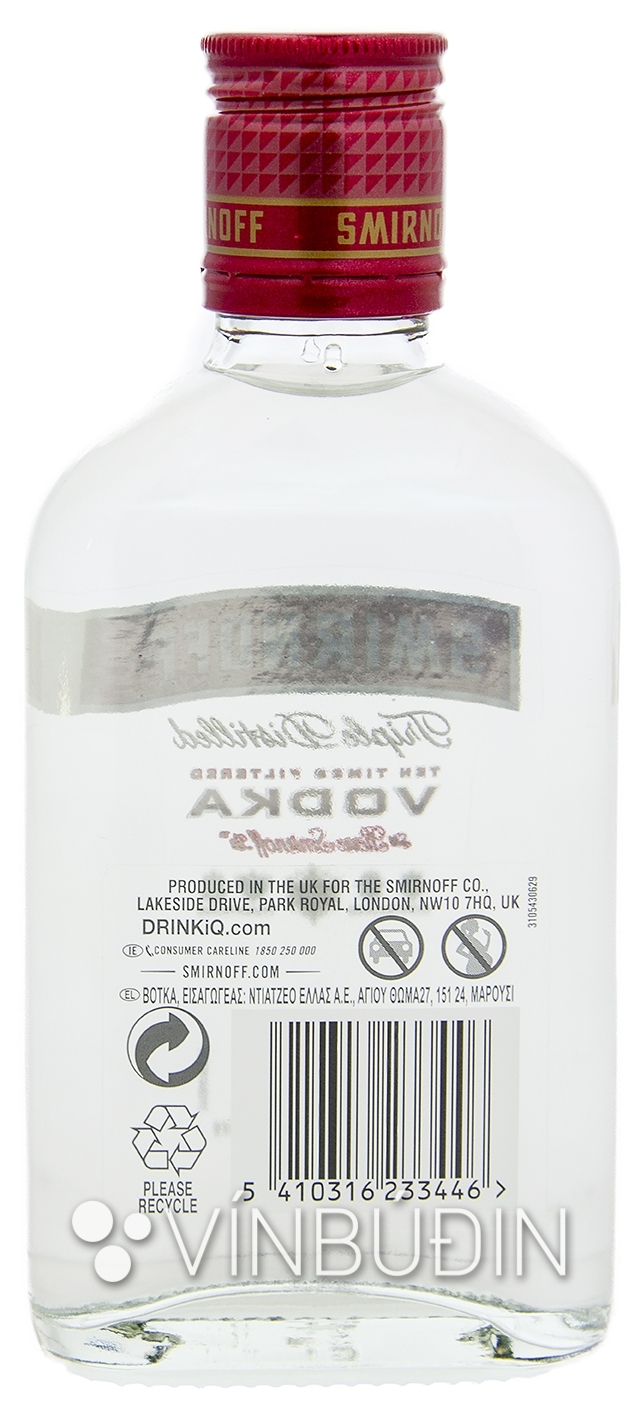 NOFF SMIRNO
SMIRNOFF
Triple Distilled
TEN TIMES FILTERED
VODKA
PRODUCED IN THE UK FOR THE SMIRNOFF CO.,
LAKESIDE DRIVE, PARK ROYAL, LONDON, NW10 7HQ, UK
3105430629
DRINKiQ.com
IE CONSUMER CARELINE 1850 250 000
SMIRNOFF.COM
EL ΒΟΤΚΑ, ΕΙΣΑΓΩΓΕΑΣ: ΝΤΙΑΤΖΕΟ ΕΛΛΑΣ Α.Ε., ΑΓΙΟΥ ΘΩΜΑ27, 151 24, ΜΑΡΟΥΣΙ
PLEASE
RECYCLE
5 410316 233446 >
VÍNBÚÐIN